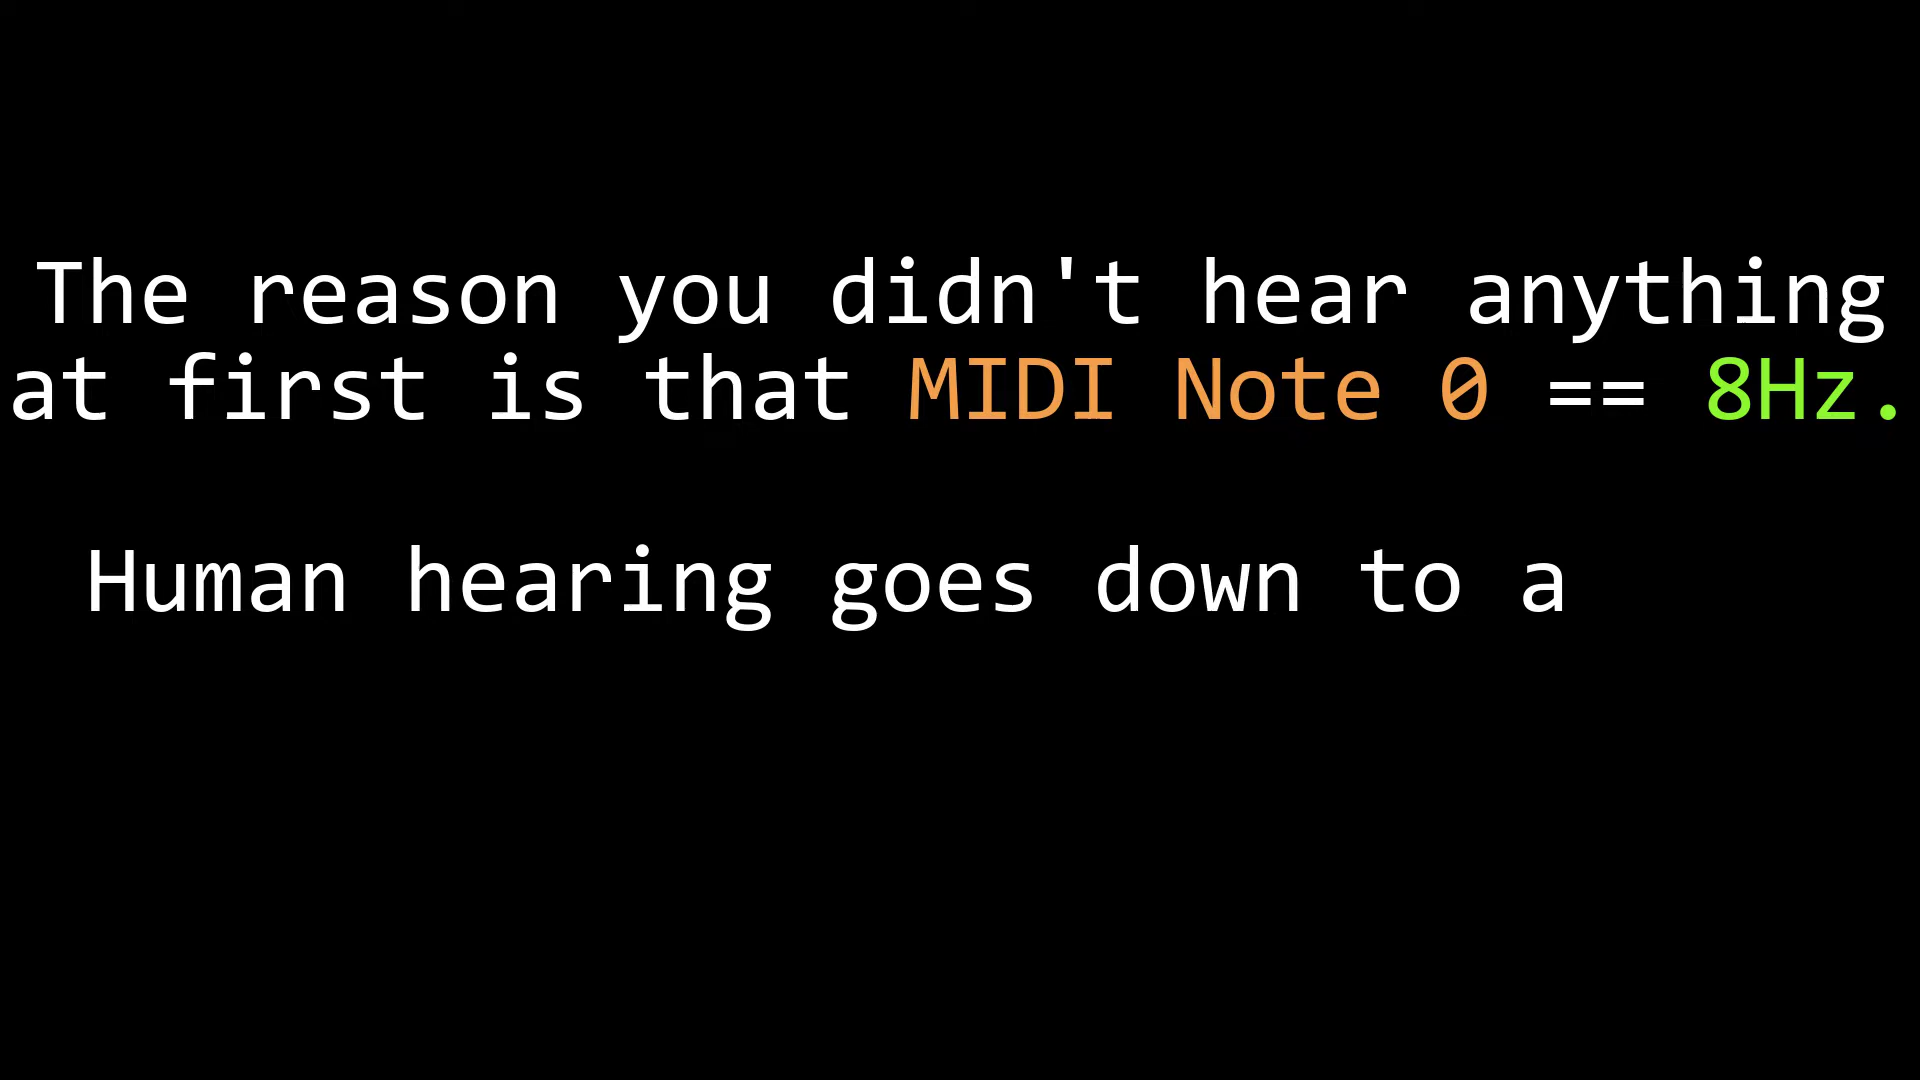 The reason you didn't hear anything
at first is that MIDI Note 0 == 8Hz.
Human hearing goes down to a